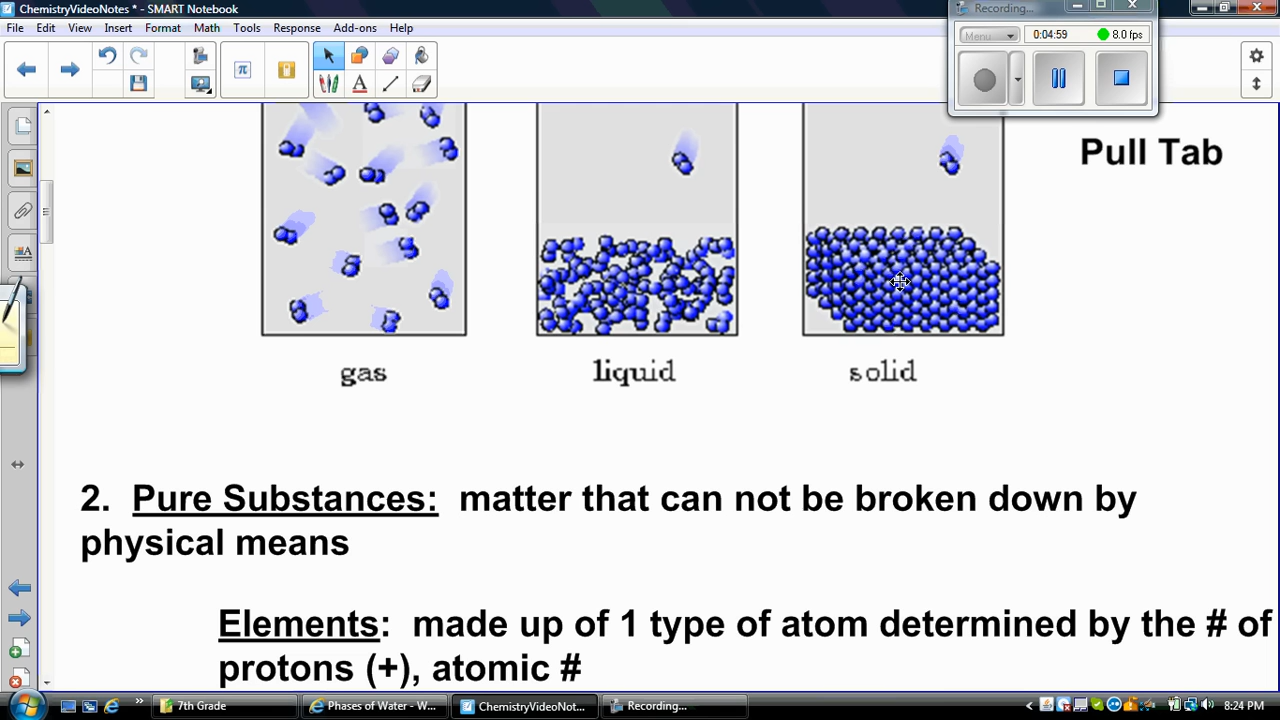 ChemistryVideoNotes * - SMART Notebook
Recording...
File Edit View Insert Format Math Tools Response Add-ons Help
Menu 0:04:59 8.0 fps
π
A
Pull Tab
gas liquid solid
2. Pure Substances: matter that can not be broken down by
physical means
Elements: made up of 1 type of atom determined by the # of
protons (+), atomic #
7th Grade Phases of Water - W... ChemistryVideoNot... Recording... 8:24 PM